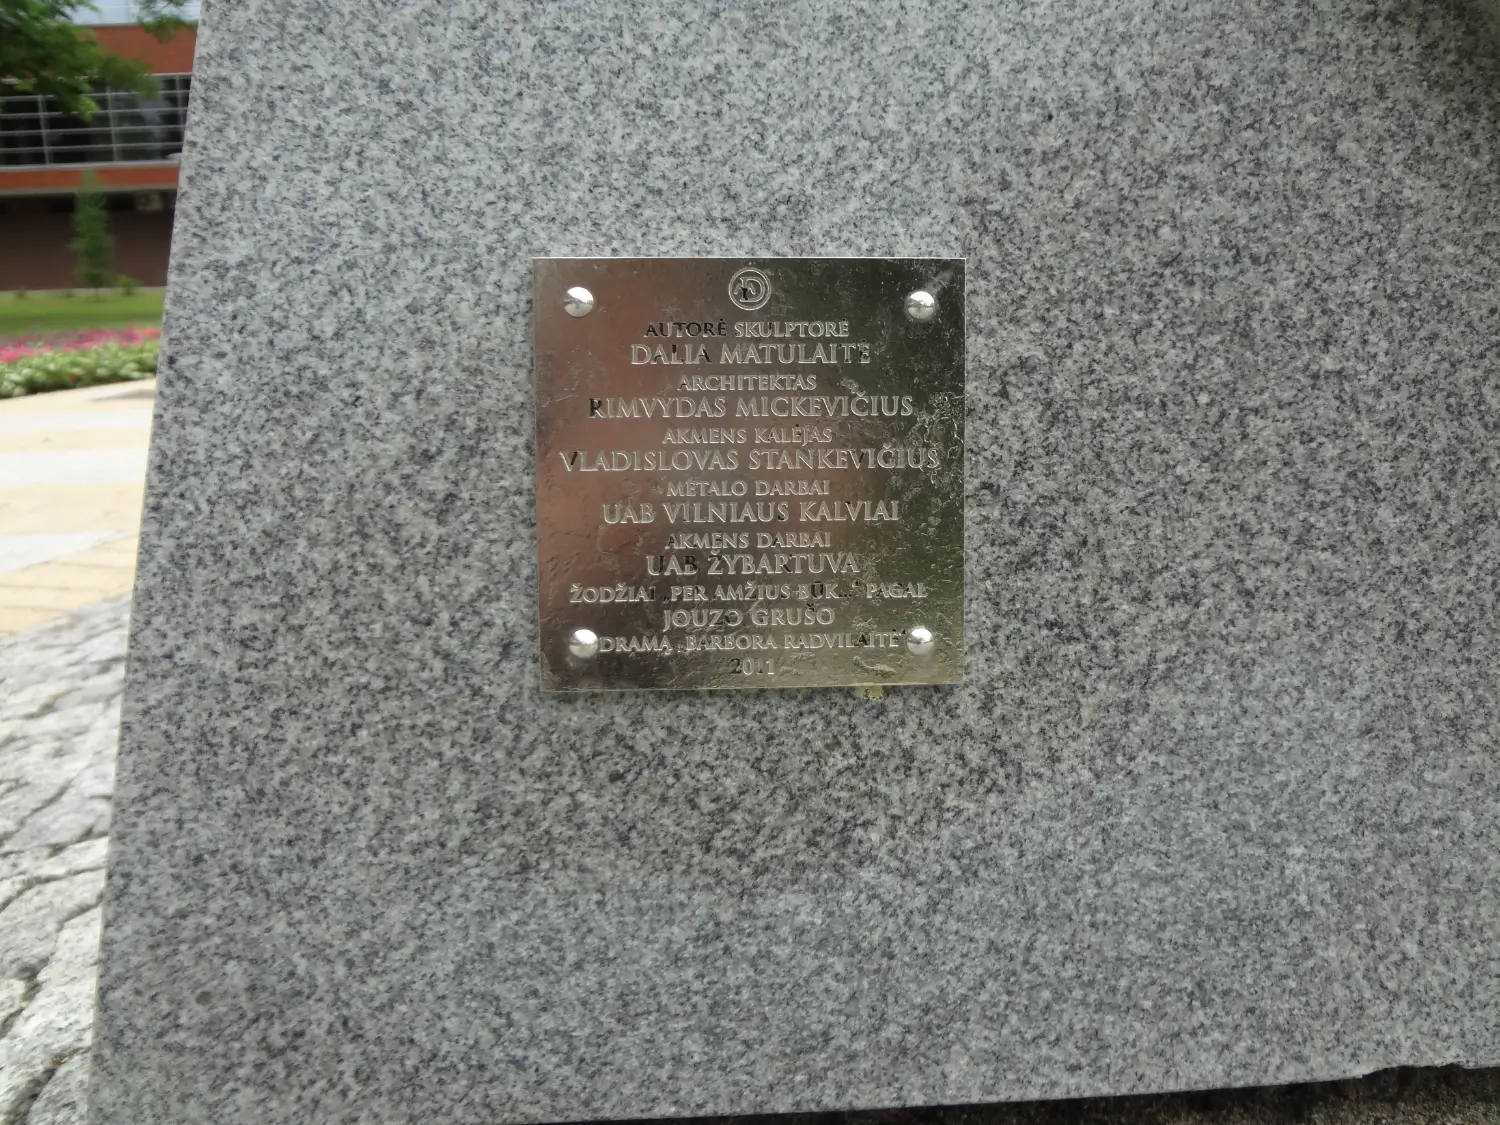 AUTORĖ SKULPTORĖ
DALIA MATULAITĖ
ARCHITEKTAS
RIMVYDAS MICKEVIČIUS
AKMENS KALĖJAS
VLADISLOVAS STANKEVIČIUS
METALO DARBAI
UAB VILNIAUS KALVIAI
AKMENS DARBAI
UAB ŽYBARTUVA
ŽODŽIAI „PER AMŽIUS BŪK...“ PAGAL
JOUZO GRUŠO
DRAMĄ „BARBORA RADVILAITĖ“
2011